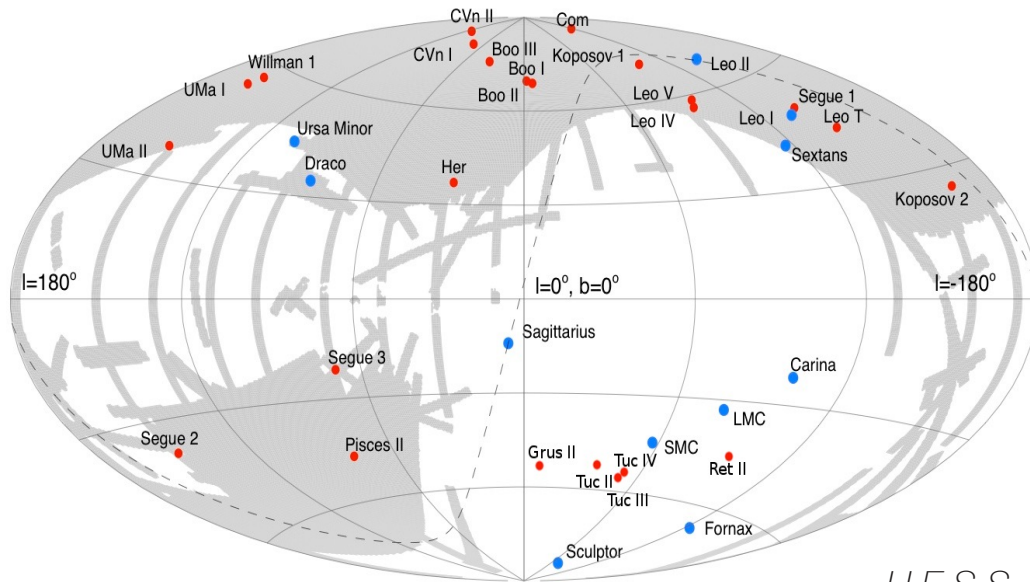 CVn II
Com
CVn I
Boo III
Koposov 1
Leo II
Willman 1
Boo I
UMa I
Boo II
Leo V
Segue 1
Leo IV
Leo I
Leo T
Ursa Minor
UMa II
Sextans
Draco
Her
Koposov 2
l=180°
l=0°, b=0°
l=-180°
Sagittarius
Segue 3
Carina
LMC
Segue 2
Pisces II
Grus II
Tuc IV
SMC
Ret II
Tuc II
Tuc III
Fornax
Sculptor
H.E.S.S.